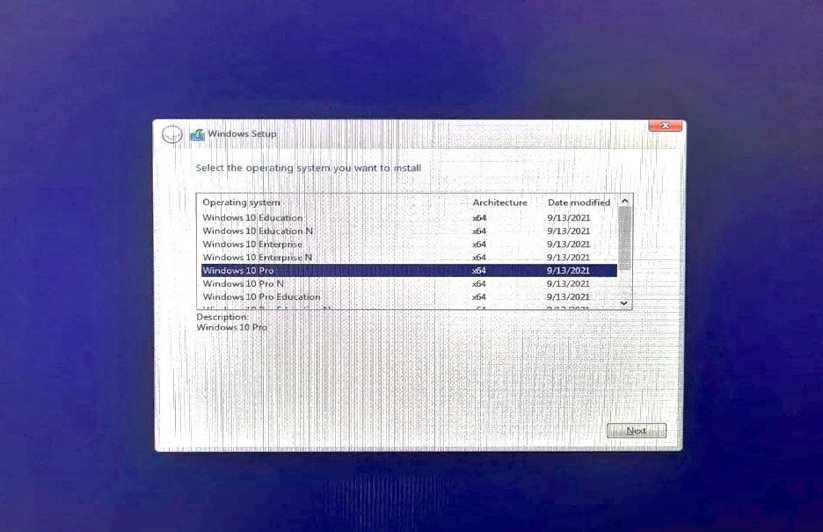 Windows Setup
Select the operating system you want to install
Operating system Architecture Date modified
Windows 10 Education x64 9/13/2021
Windows 10 Education N x64 9/13/2021
Windows 10 Enterprise x64 9/13/2021
Windows 10 Enterprise N x64 9/13/2021
Windows 10 Pro x64 9/13/2021
Windows 10 Pro N x64 9/13/2021
Windows 10 Pro Education x64 9/13/2021
Description:
Windows 10 Pro
Next